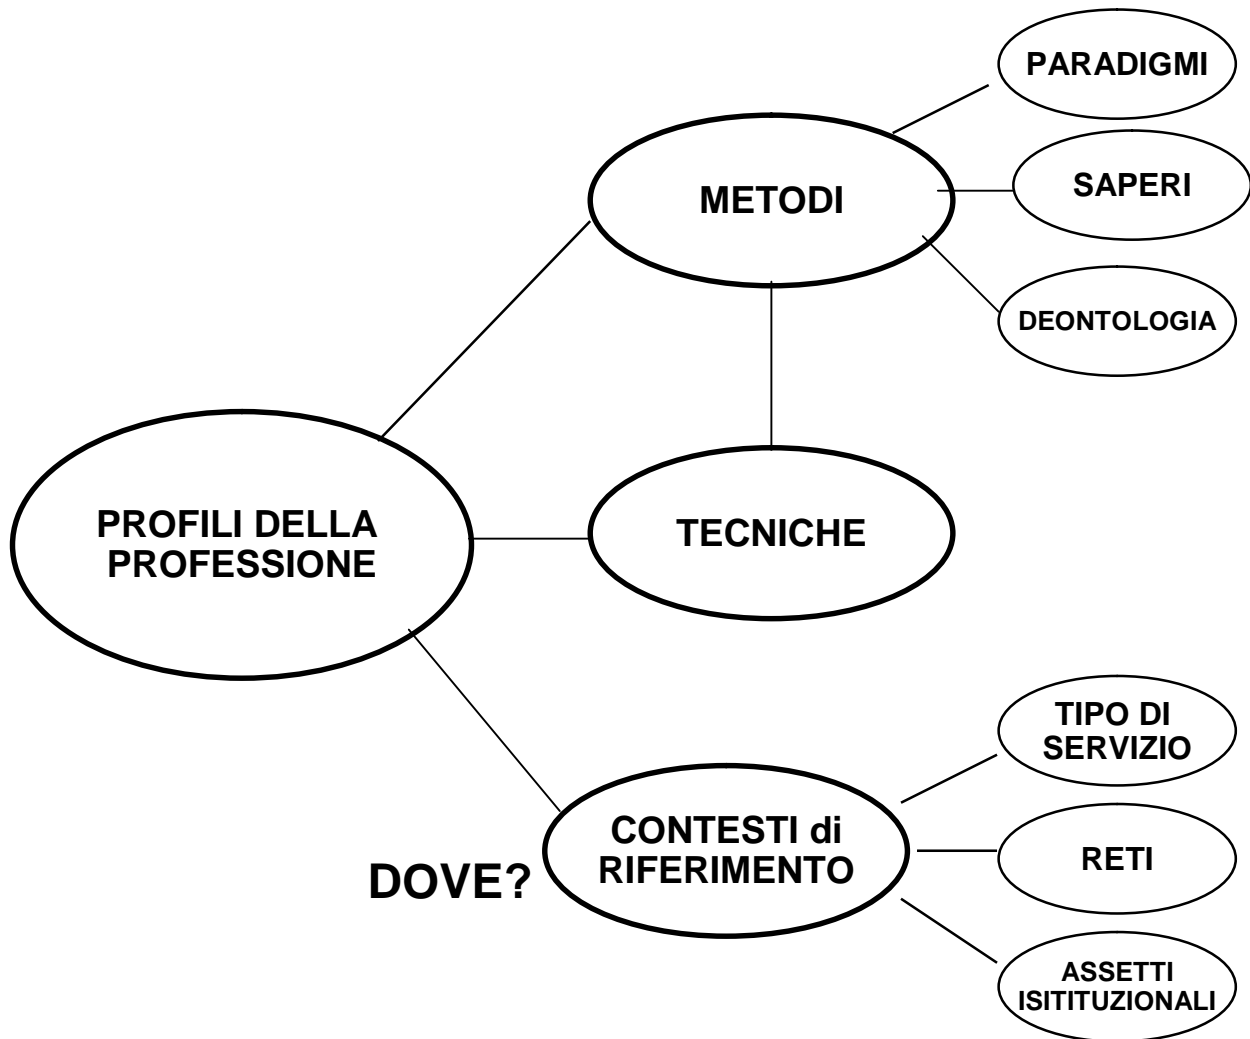 PARADIGMI
METODI
SAPERI
DEONTOLOGIA
PROFILI DELLA
PROFESSIONE
TECNICHE
TIPO DI
SERVIZIO
CONTESTI di
RIFERIMENTO
DOVE?
RETI
ASSETTI
ISITITUZIONALI